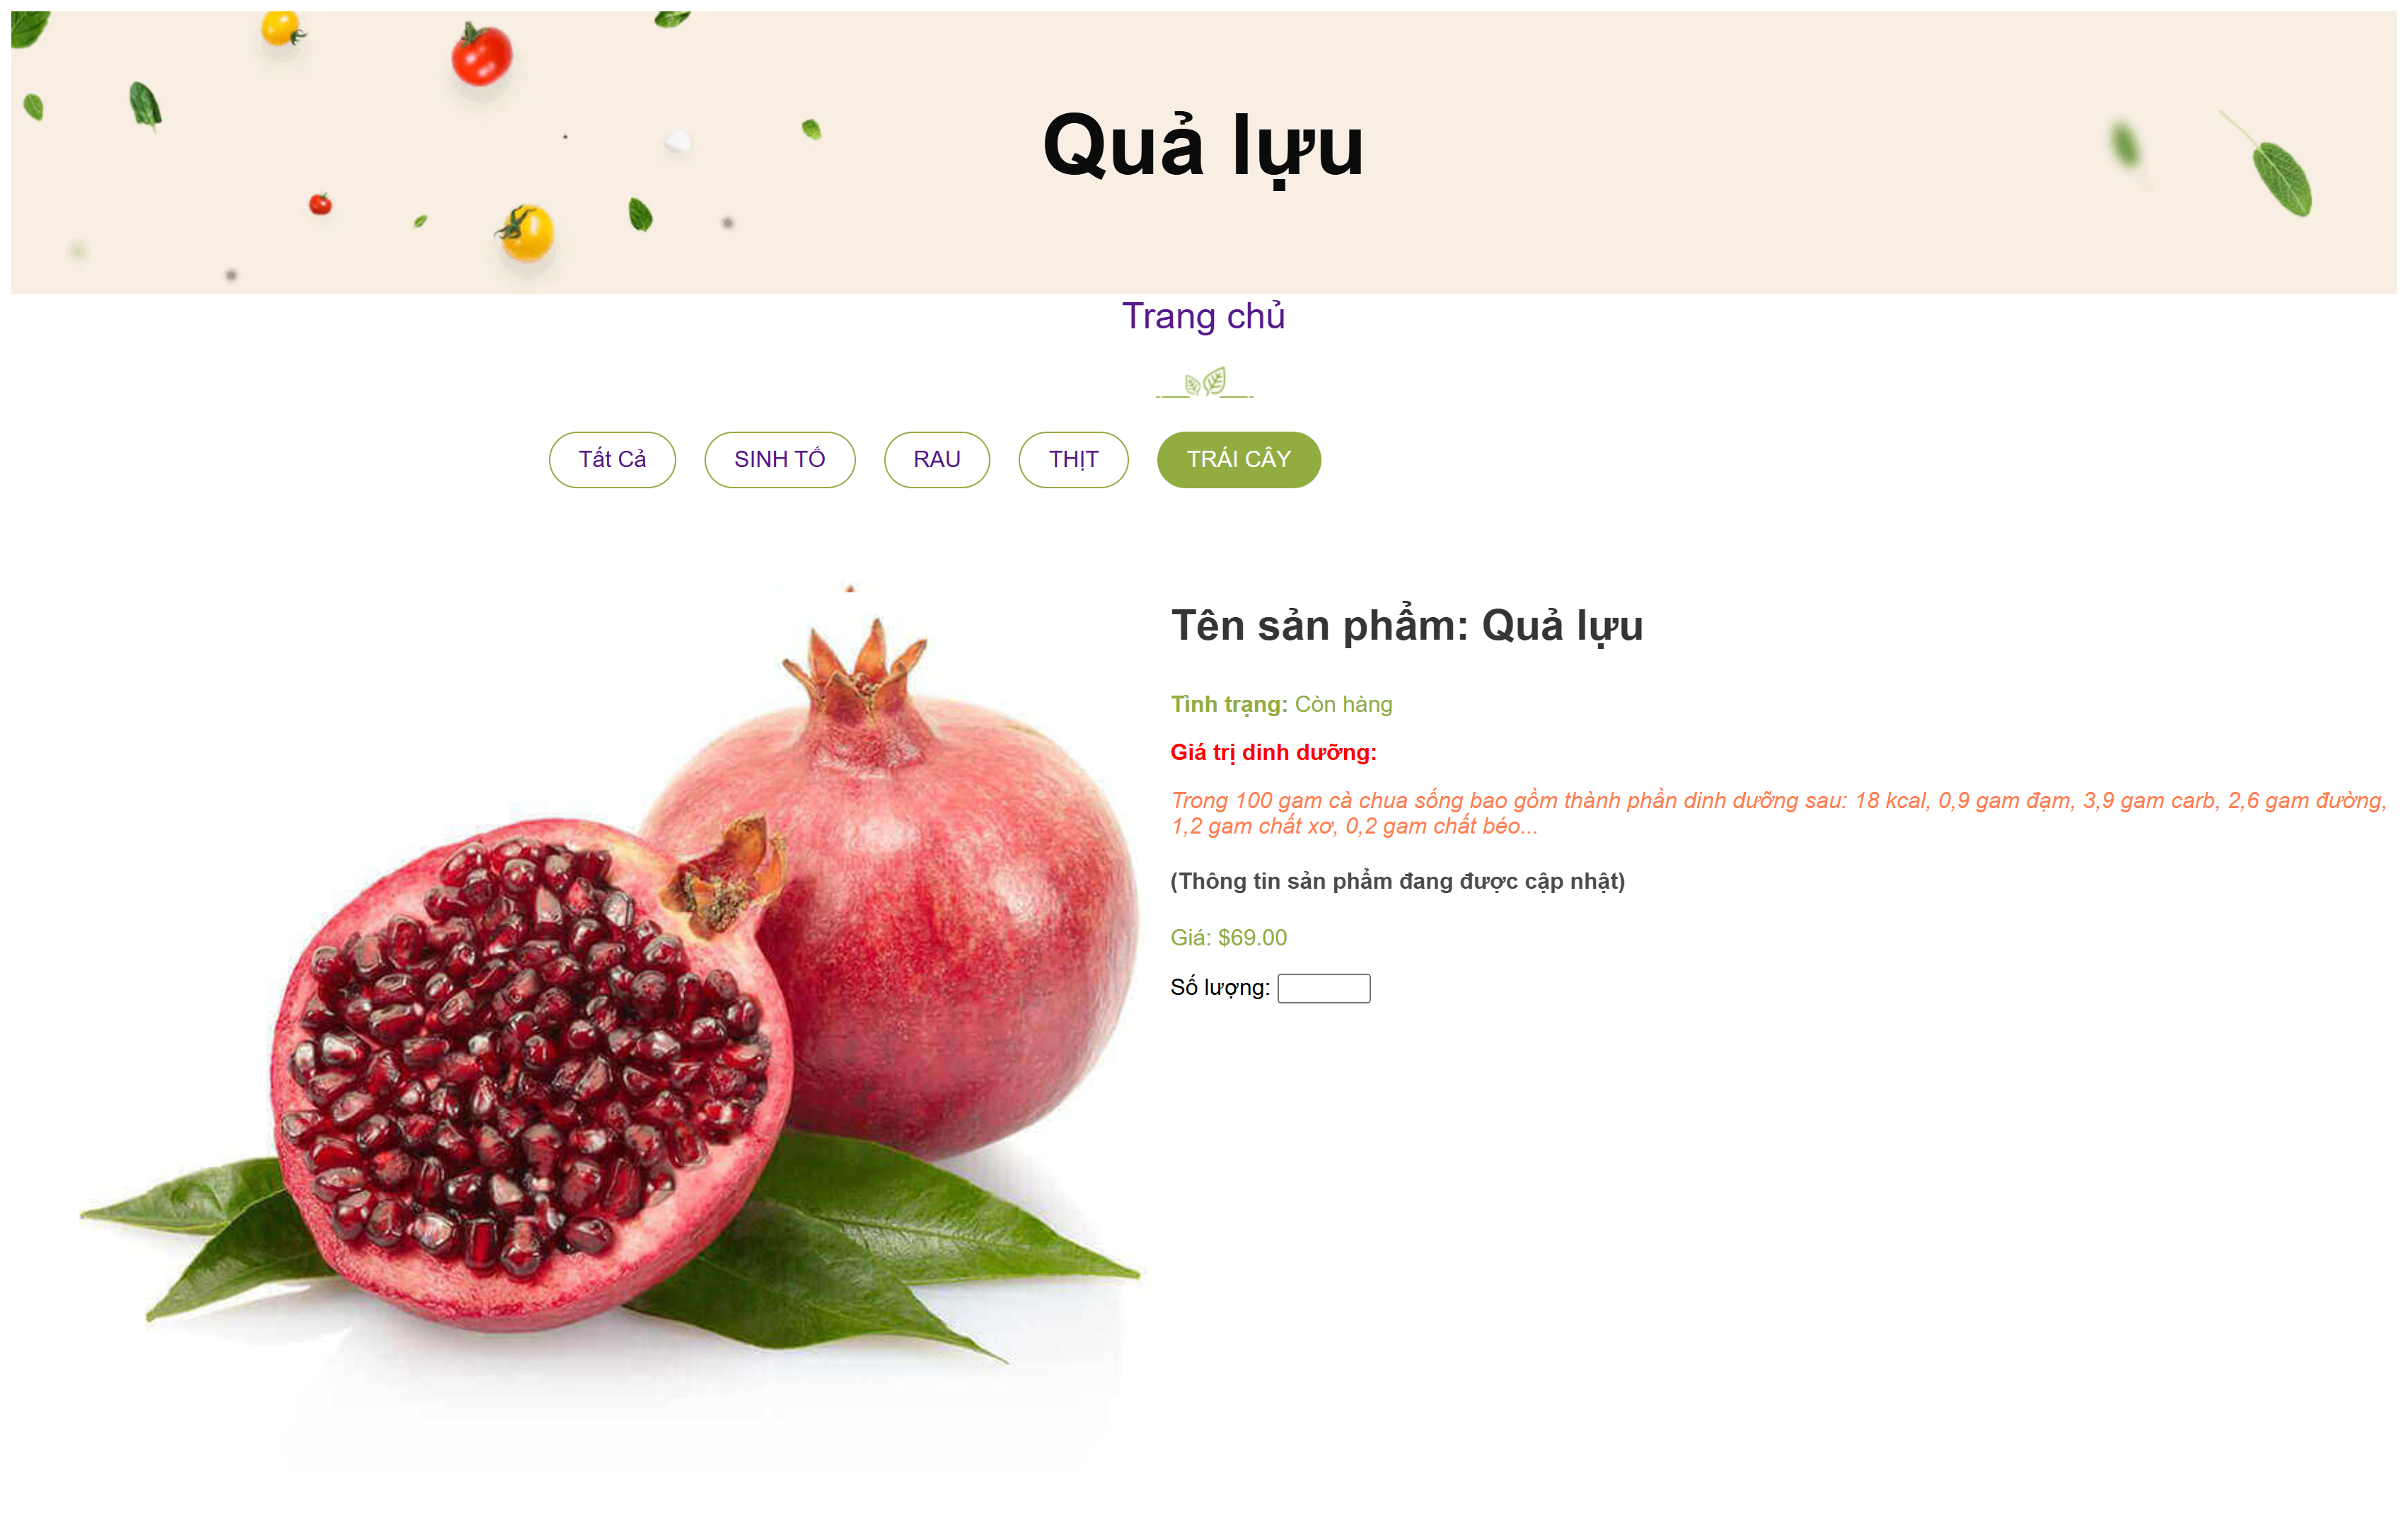 Quả lựu
Trang chủ
Tất Cả
SINH TỐ
RAU
THỊT
TRÁI CÂY
Tên sản phẩm: Quả lựu
Tình trạng: Còn hàng
Giá trị dinh dưỡng:
Trong 100 gam cà chua sống bao gồm thành phần dinh dưỡng sau: 18 kcal, 0,9 gam đạm, 3,9 gam carb, 2,6 gam đường,
1,2 gam chất xơ, 0,2 gam chất béo...
(Thông tin sản phẩm đang được cập nhật)
Giá: $69.00
Số lượng: